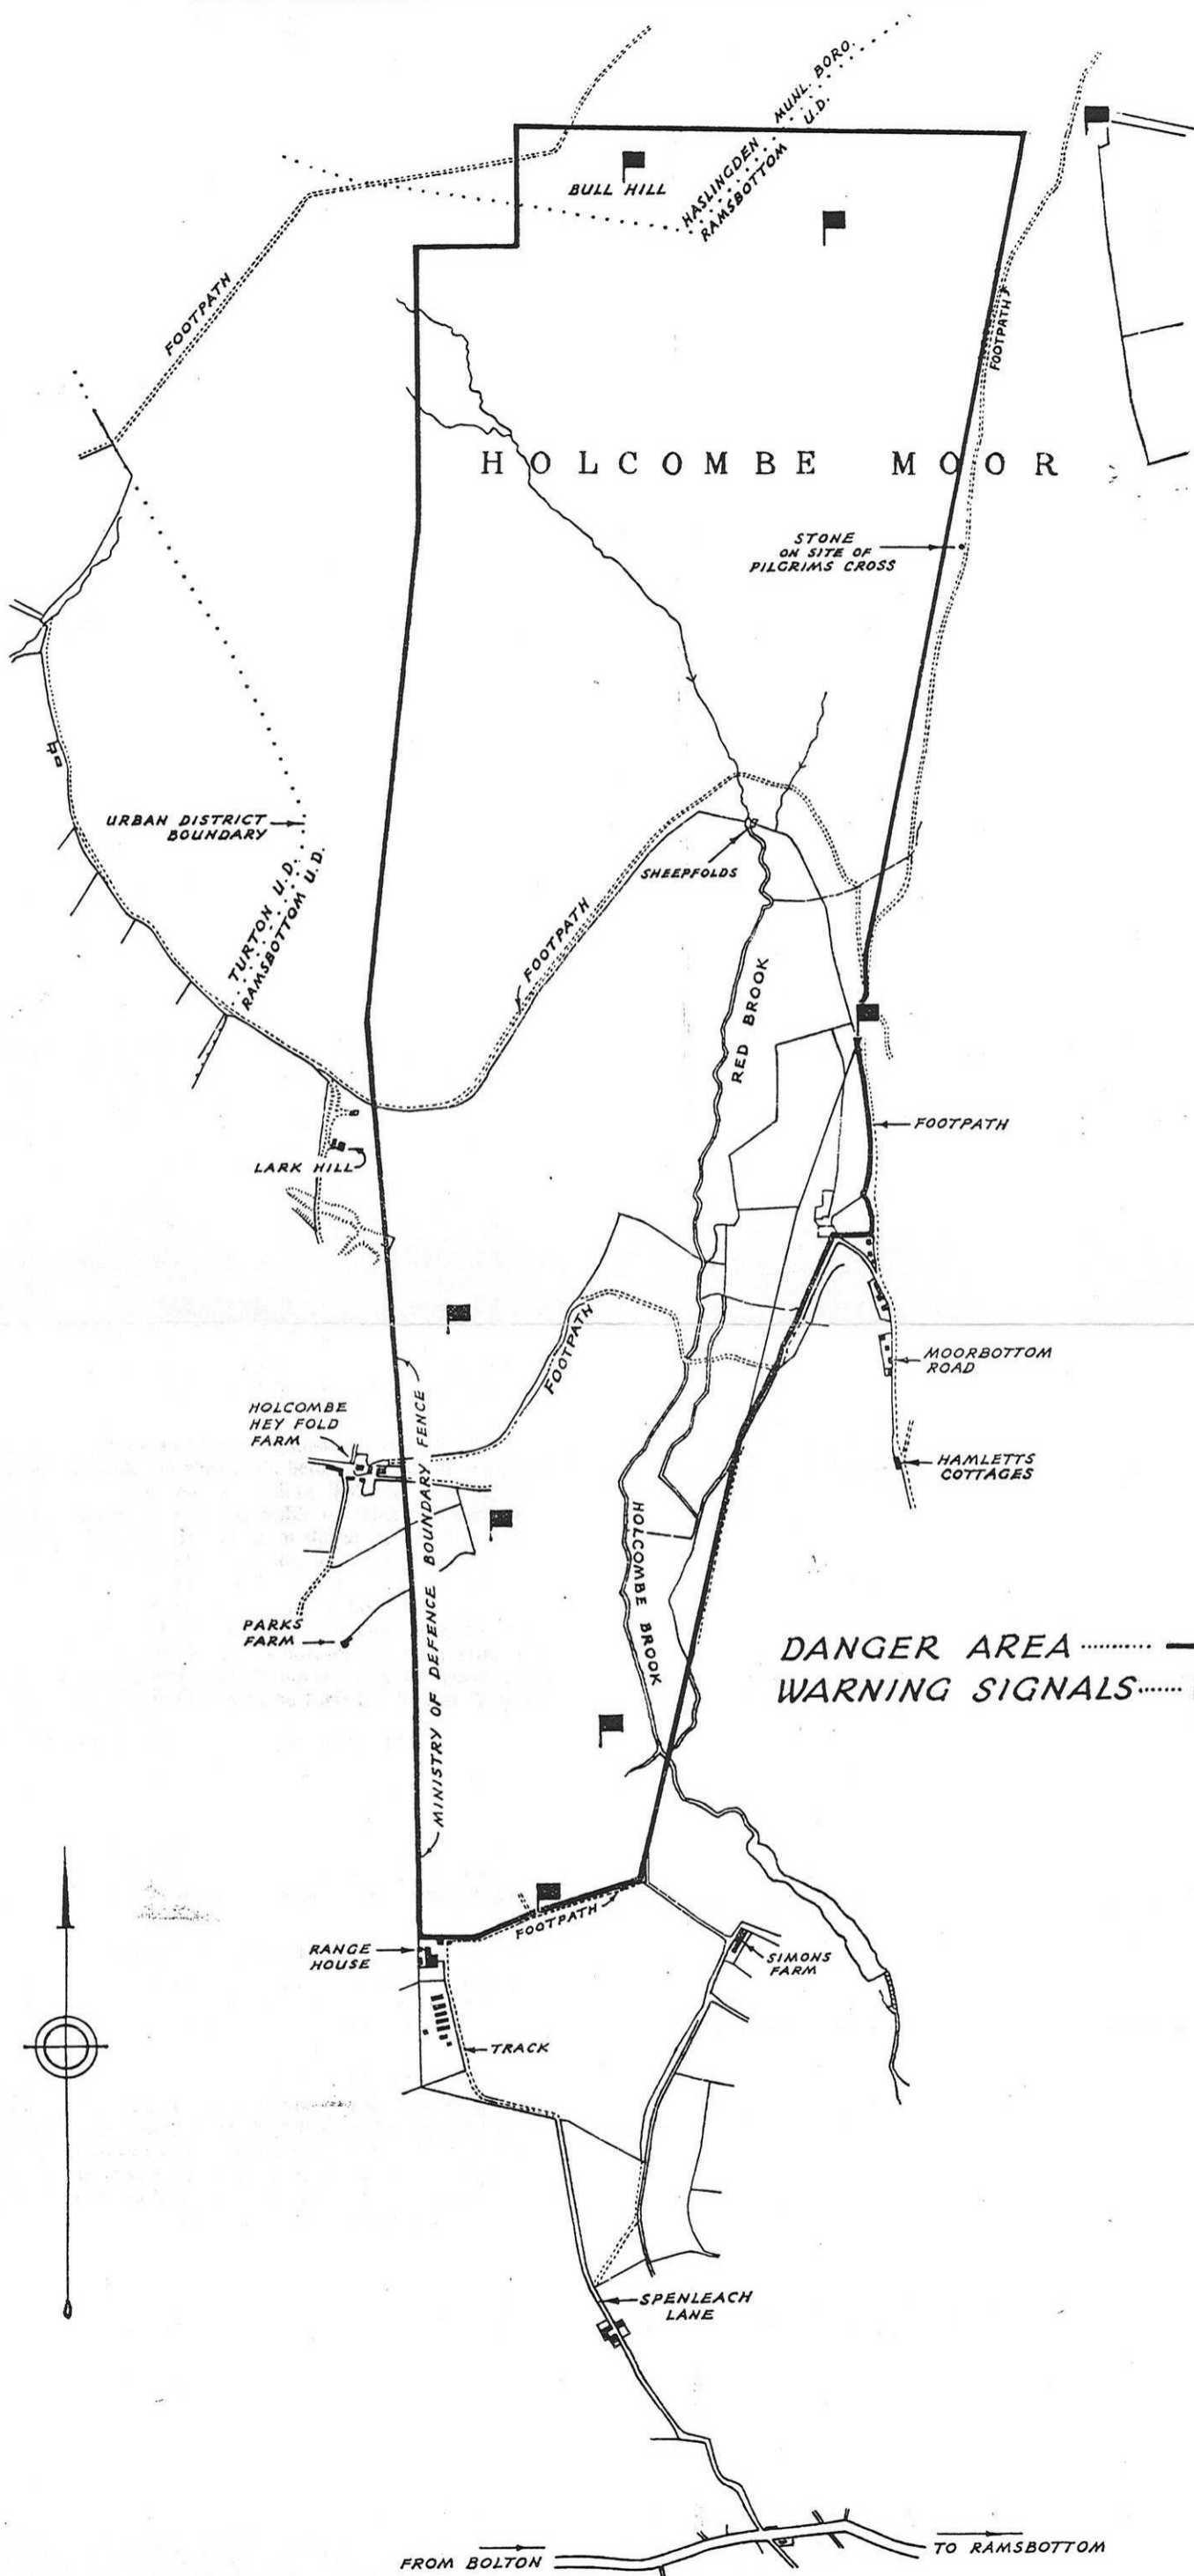 MUNL. BORO.
U.D.
HASLINGDEN
RAMSBOTTOM
BULL HILL
FOOTPATH
FOOTPATH
HOLCOMBE MOOR
STONE
ON SITE OF
PILGRIMS CROSS
URBAN DISTRICT
BOUNDARY
SHEEPFOLDS
TURTON U.D.
RAMSBOTTOM U.D.
FOOTPATH
RED BROOK
FOOTPATH
LARK HILL
FOOTPATH
MOORBOTTOM
ROAD
HOLCOMBE
HEY FOLD
FARM
HAMLETTS
COTTAGES
MINISTRY OF DEFENCE BOUNDARY FENCE
HOLCOMBE BROOK
PARKS
FARM
DANGER AREA
WARNING SIGNALS
FOOTPATH
RANGE
HOUSE
SIMONS
FARM
TRACK
SPENLEACH
LANE
FROM BOLTON
TO RAMSBOTTOM